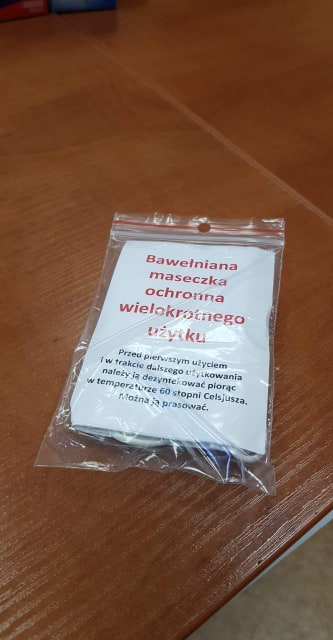 Bawełniana
maseczka
ochronna
wielokrotnego
użytku
Przed pierwszym użyciem
i w trakcie dalszego użytkowania
należy ją dezynfekować piorąc
w temperaturze 60 stopni Celsjusza,
Można ją prasować.